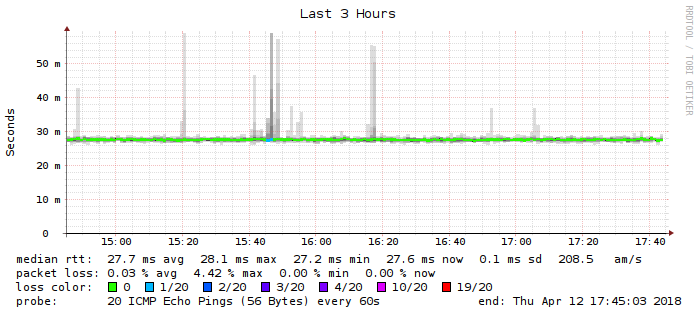 Last 3 Hours
RRDTOOL / TOBI OETIKER
Seconds
50 m
40 m
30 m
20 m
10 m
0
15:00 15:20 15:40 16:00 16:20 16:40 17:00 17:20 17:40
median rtt: 27.7 ms avg 28.1 ms max 27.2 ms min 27.6 ms now 0.1 ms sd 208.5 am/s
packet loss: 0.03 % avg 4.42 % max 0.00 % min 0.00 % now
loss color: 0 1/20 2/20 3/20 4/20 10/20 19/20
probe: 20 ICMP Echo Pings (56 Bytes) every 60s end: Thu Apr 12 17:45:03 2018